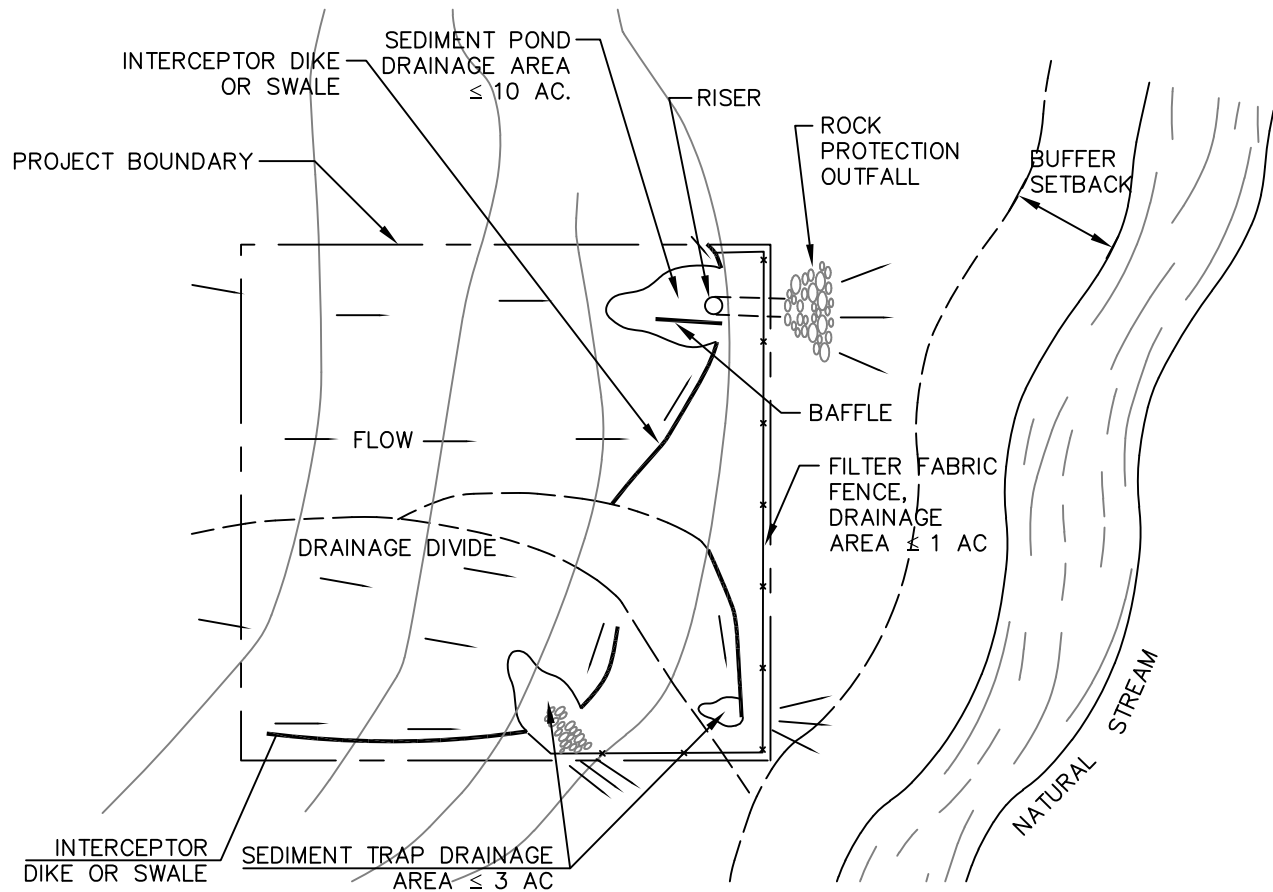 SEDIMENT POND
DRAINAGE AREA
≤ 10 AC.
INTERCEPTOR DIKE
OR SWALE
RISER
ROCK
PROTECTION
OUTFALL
PROJECT BOUNDARY
BUFFER
SETBACK
BAFFLE
FLOW
FILTER FABRIC
FENCE,
DRAINAGE
AREA ≤ 1 AC
DRAINAGE DIVIDE
NATURAL STREAM
INTERCEPTOR
DIKE OR SWALE
SEDIMENT TRAP DRAINAGE
AREA ≤ 3 AC